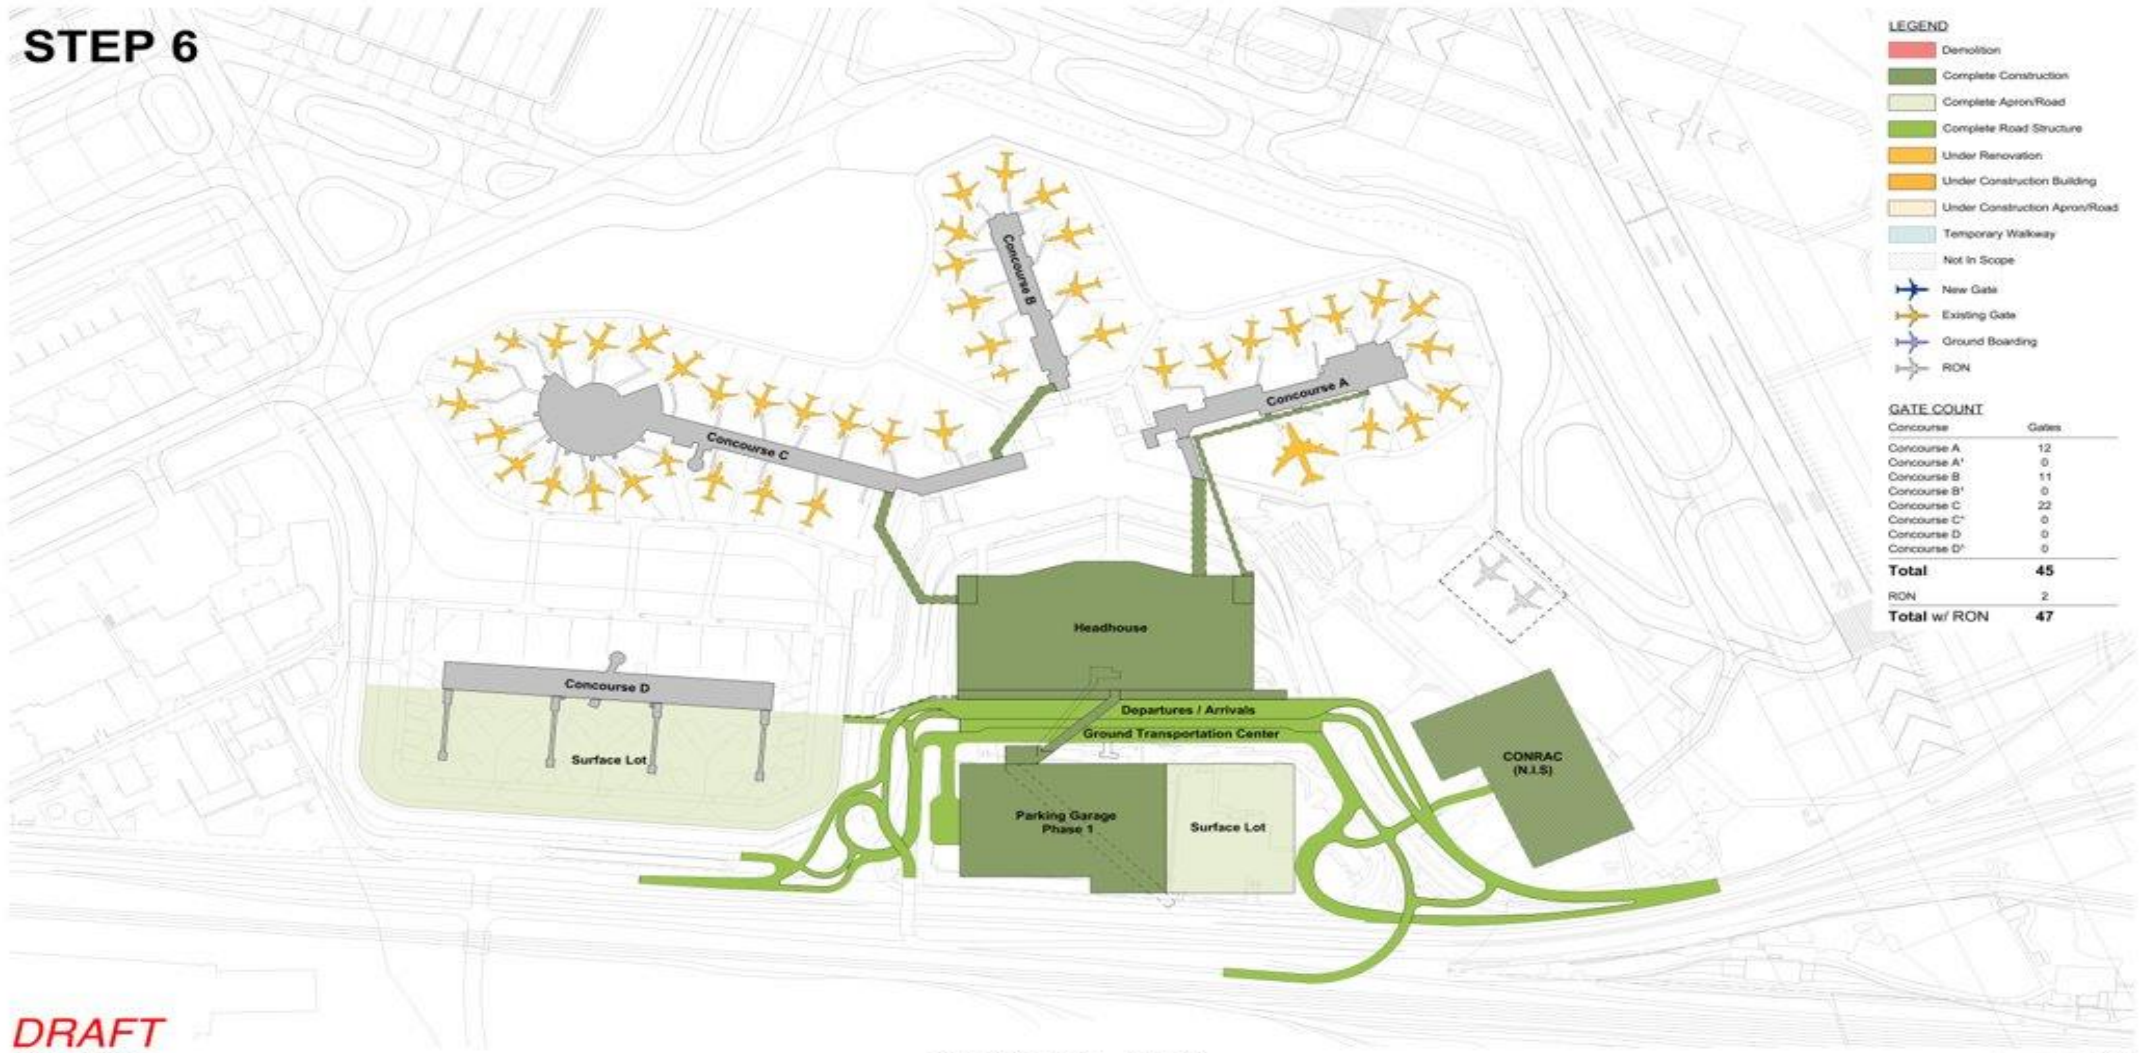 STEP 6
LEGEND
Demolition
Complete Construction
Complete Apron/Road
Complete Road Structure
Under Renovation
Under Construction Building
Under Construction Apron/Road
Temporary Walkway
Not In Scope
New Gate
Existing Gate
Ground Boarding
RON
GATE COUNT
Concourse Gates
Concourse A 12
Concourse A' 0
Concourse B 11
Concourse B' 0
Concourse C 22
Concourse C' 0
Concourse D 0
Concourse D' 0
Total 45
RON 2
Total w/ RON 47
Concourse B
Concourse A
Concourse C
Headhouse
Concourse D
Departures / Arrivals
Ground Transportation Center
Surface Lot
CONRAC
(N.I.S)
Parking Garage
Phase 1
Surface Lot
DRAFT